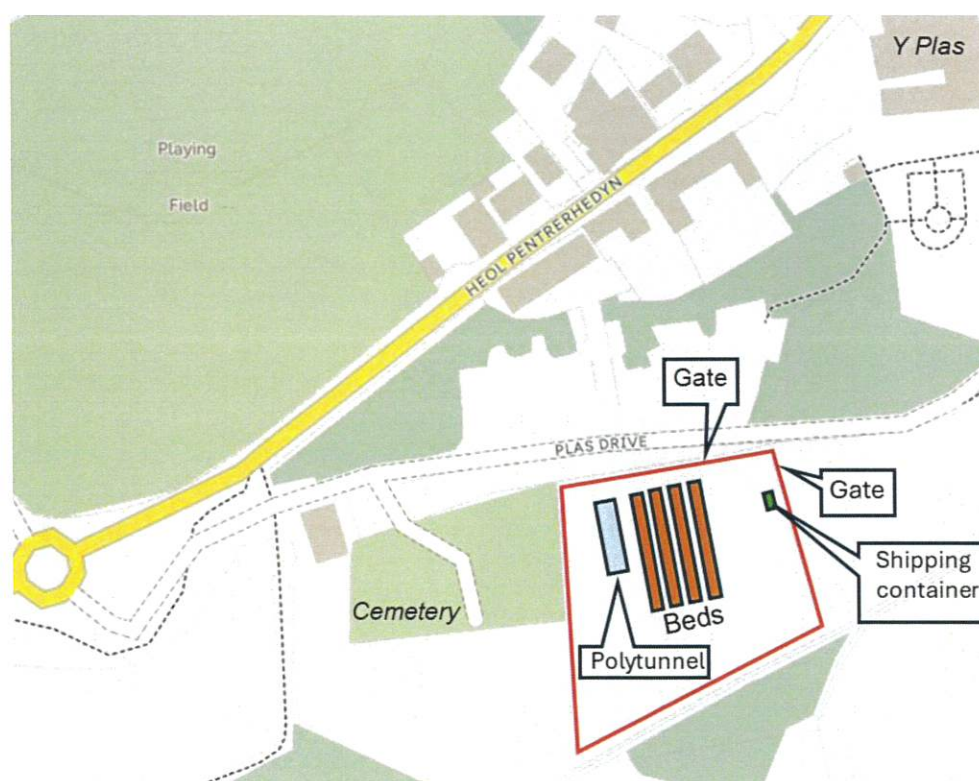 Y Plas
Playing
Field
HEOL PENTRERHEDYN
Gate
PLAS DRIVE
Gate
Shipping
container
Cemetery
Beds
Polytunnel